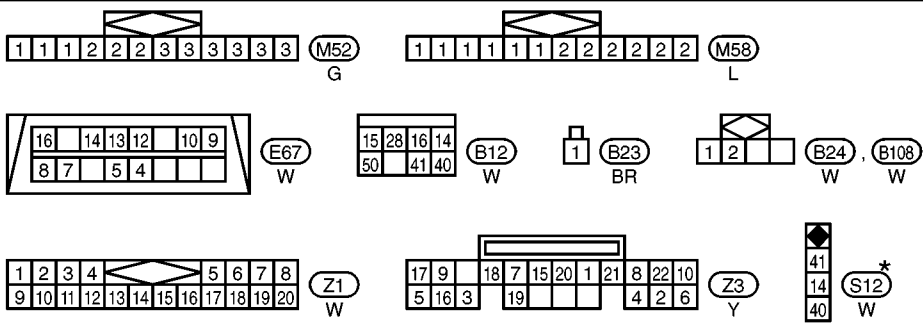 1 1 1 2 2 2 3 3 3 3 3 3 M52
G
1 1 1 1 1 1 2 2 2 2 2 2 M58
L
16 14 13 12 10 9
8 7 5 4
E67
W
15 28 16 14
50 41 40
B12
W
1 B23
BR
1 2 B24 , B108
W W
1 2 3 4 5 6 7 8
9 10 11 12 13 14 15 16 17 18 19 20
Z1
W
17 9 18 7 15 20 1 21 8 22 10
5 16 3 19 4 2 6
Z3
Y
41
14
40
S12 *
W